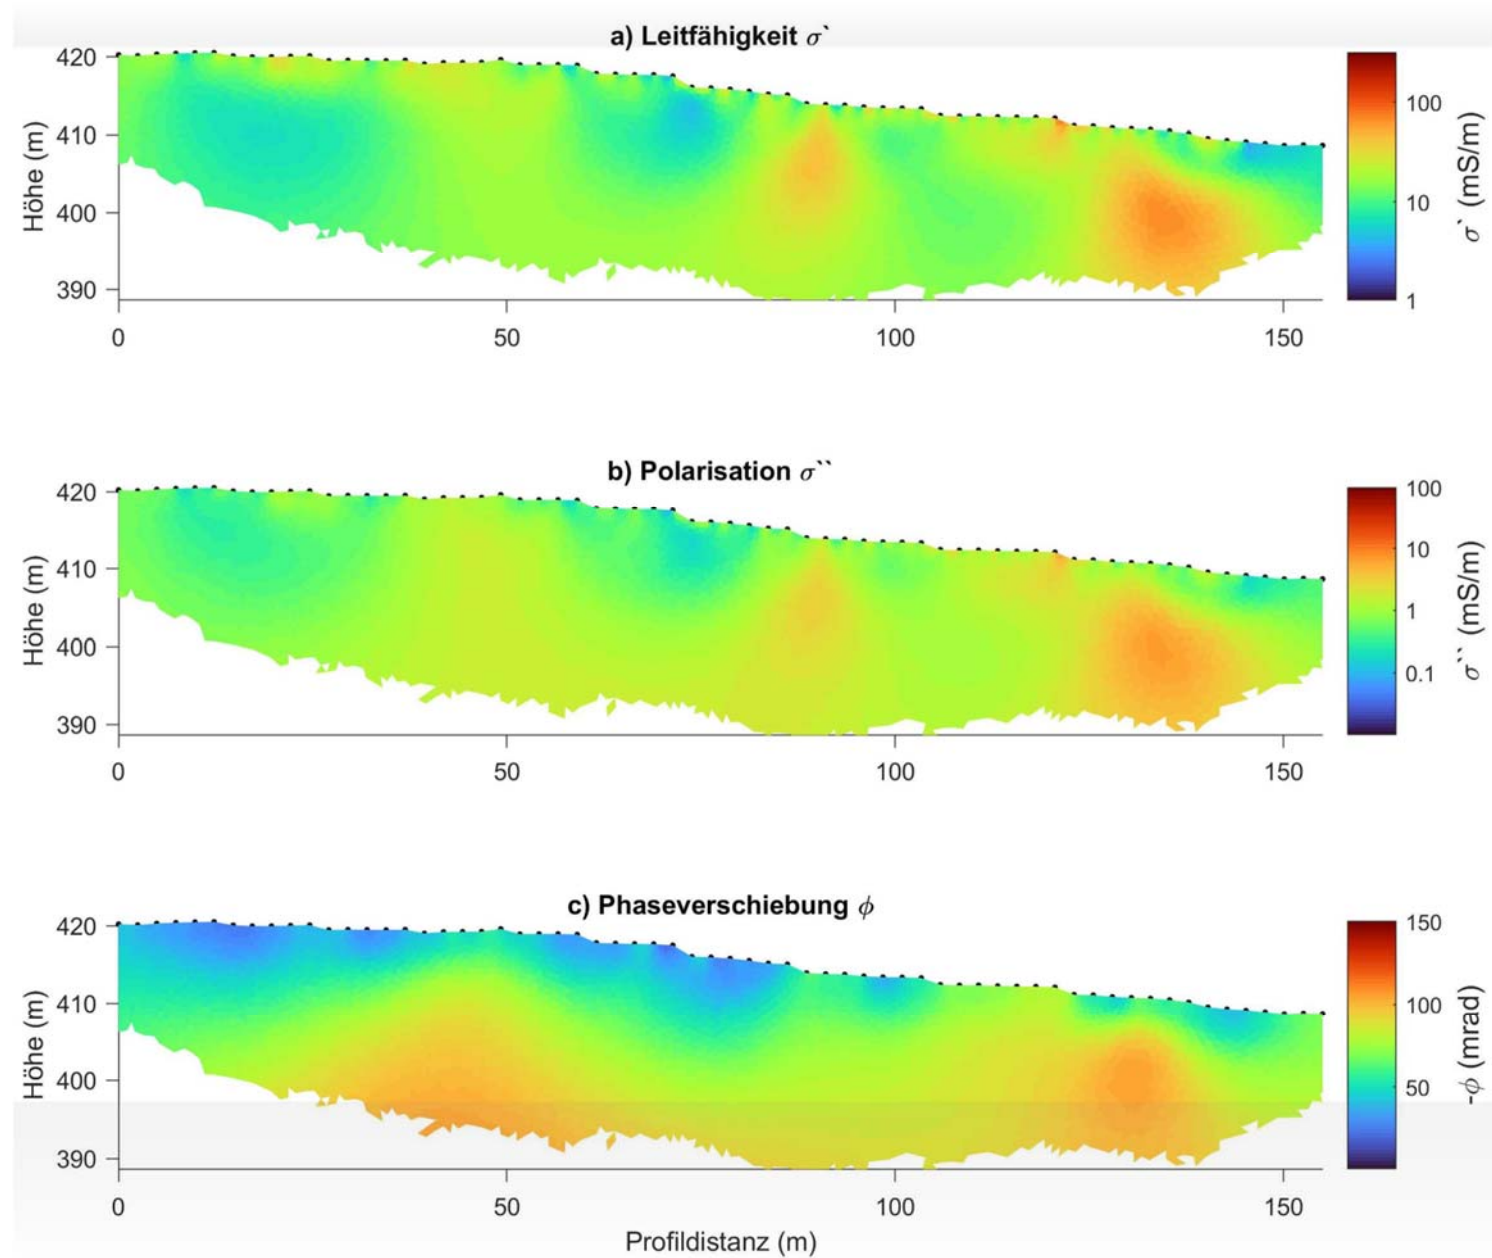 a) Leitfähigkeit σ`
420
410
400
390
Höhe (m)
0 50 100 150
100
10
1
σ` (mS/m)
b) Polarisation σ``
420
410
400
390
Höhe (m)
0 50 100 150
100
10
1
0.1
σ`` (mS/m)
c) Phaseverschiebung ϕ
420
410
400
390
Höhe (m)
0 50 100 150
Profildistanz (m)
150
100
50
-ϕ (mrad)